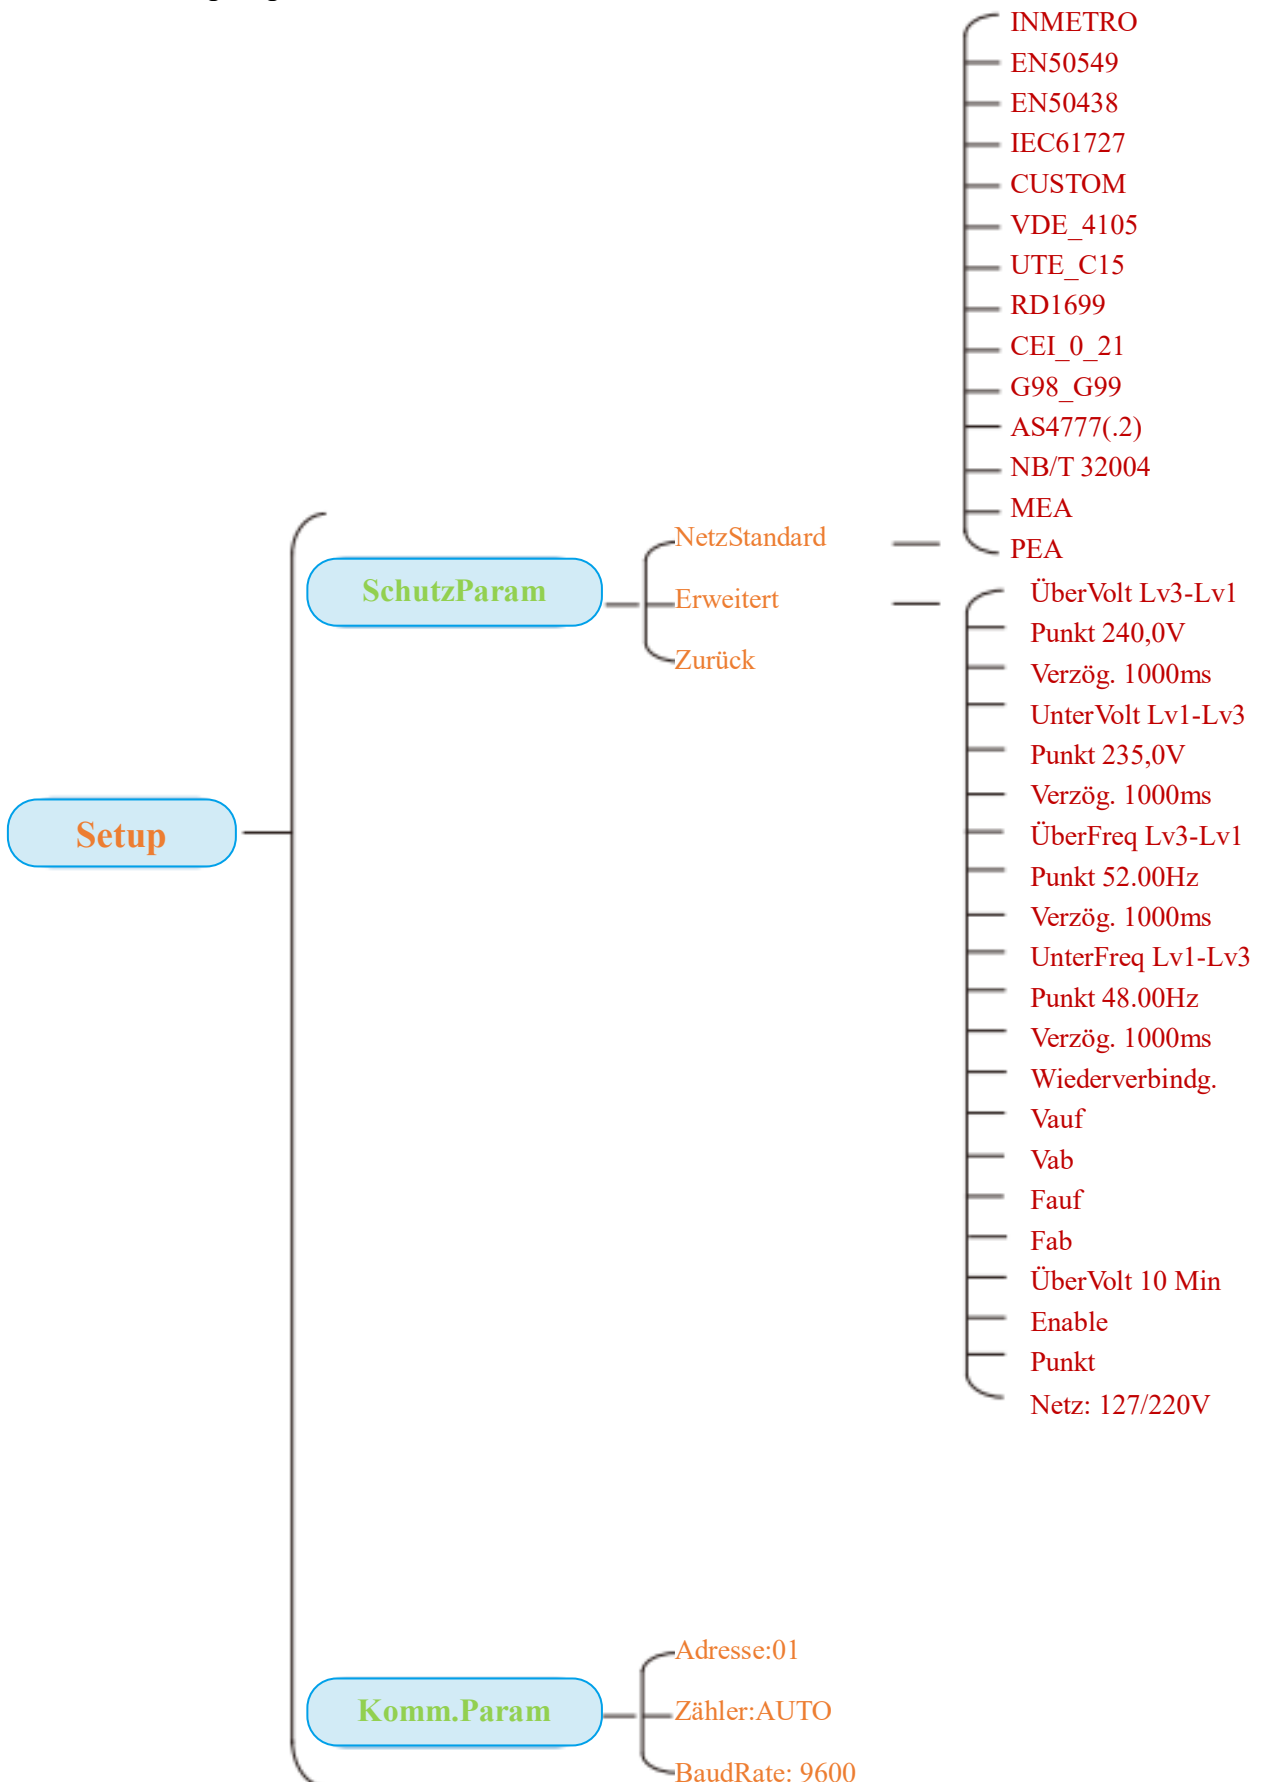 INMETRO
EN50549
EN50438
IEC61727
CUSTOM
VDE_4105
UTE_C15
RD1699
CEI_0_21
G98_G99
AS4777(.2)
NB/T 32004
MEA
PEA
NetzStandard
SchutzParam
Erweitert
Zurück
ÜberVolt Lv3-Lv1
Punkt 240,0V
Verzög. 1000ms
UnterVolt Lv1-Lv3
Punkt 235,0V
Verzög. 1000ms
ÜberFreq Lv3-Lv1
Punkt 52.00Hz
Verzög. 1000ms
UnterFreq Lv1-Lv3
Punkt 48.00Hz
Verzög. 1000ms
Wiederverbindg.
Vauf
Vab
Fauf
Fab
ÜberVolt 10 Min
Enable
Punkt
Netz: 127/220V
Setup
Adresse:01
Komm.Param
Zähler:AUTO
BaudRate: 9600